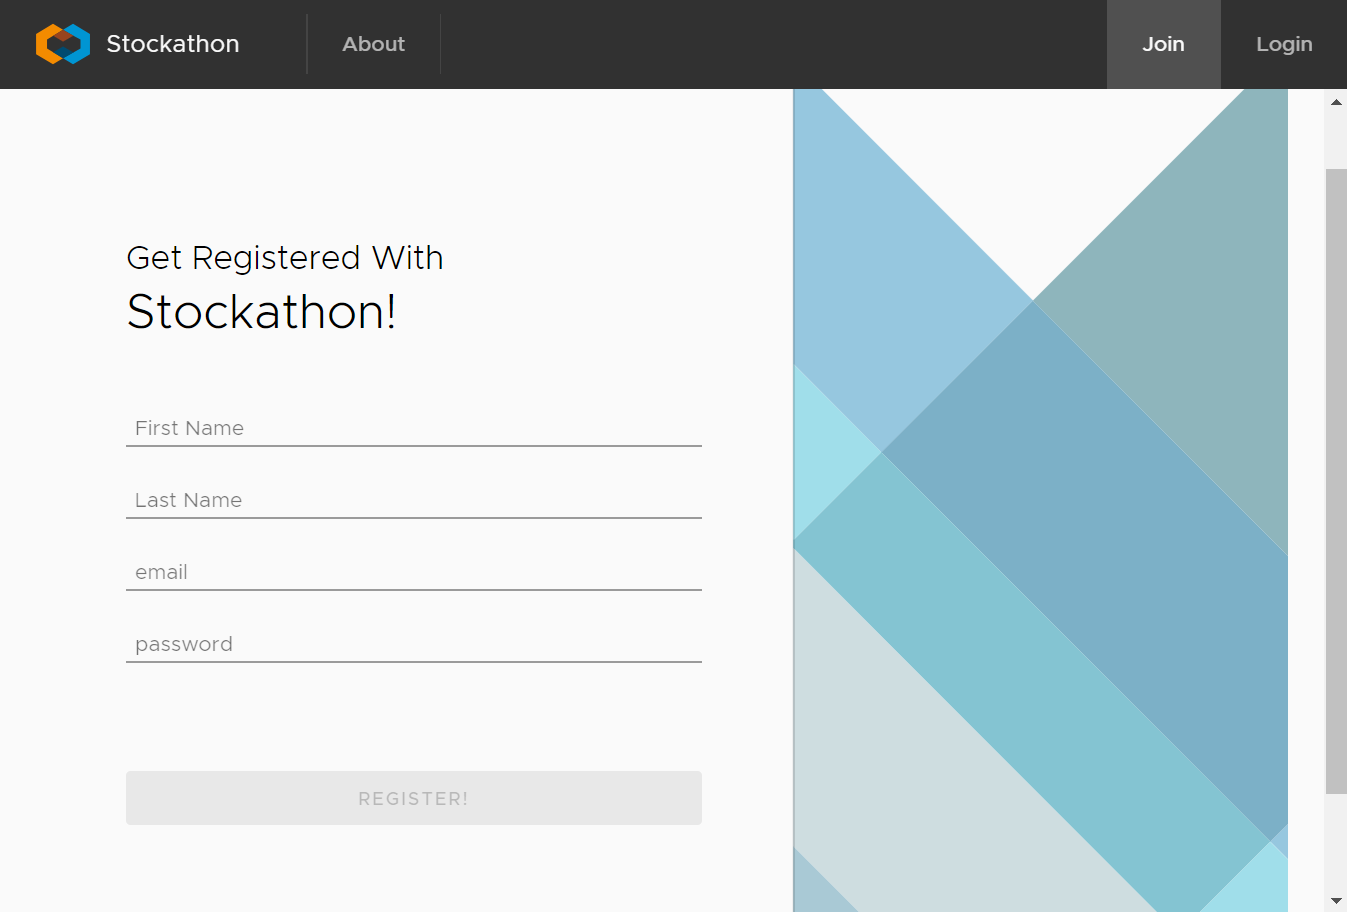 Stockathon
About
Join
Login
Get Registered With
Stockathon!
First Name
Last Name
email
password
REGISTER!